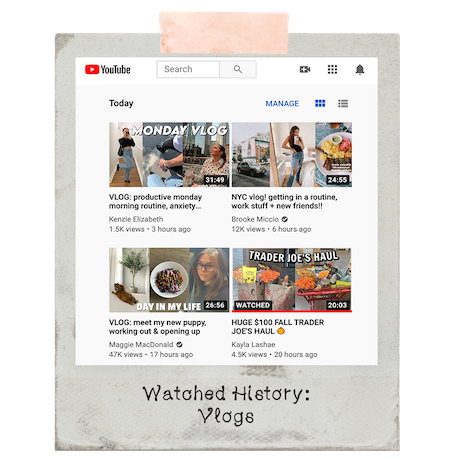 YouTube
Search
Today
MANAGE
MONDAY VLOG
31:49
24:55
VLOG: productive monday
morning routine, anxiety...
Kenzie Elizabeth
1.5K views • 3 hours ago
NYC vlog! getting in a routine,
work stuff + new friends!!
Brooke Miccio
12K views • 6 hours ago
DAY IN MY LIFE
26:56
TRADER JOE'S HAUL
WATCHED
20:03
VLOG: meet my new puppy,
working out & opening up
Maggie MacDonald
47K views • 17 hours ago
HUGE $100 FALL TRADER
JOE'S HAUL 🎃
Kayla Lashae
4.5K views • 20 hours ago
Watched History:
Vlogs